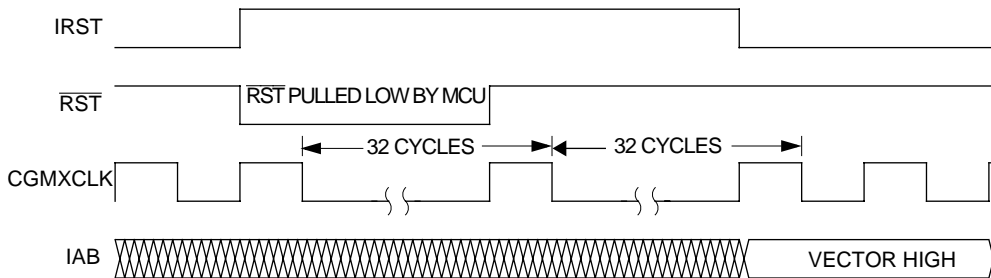 IRST
RST
RST PULLED LOW BY MCU
32 CYCLES
32 CYCLES
CGMXCLK
IAB
VECTOR HIGH